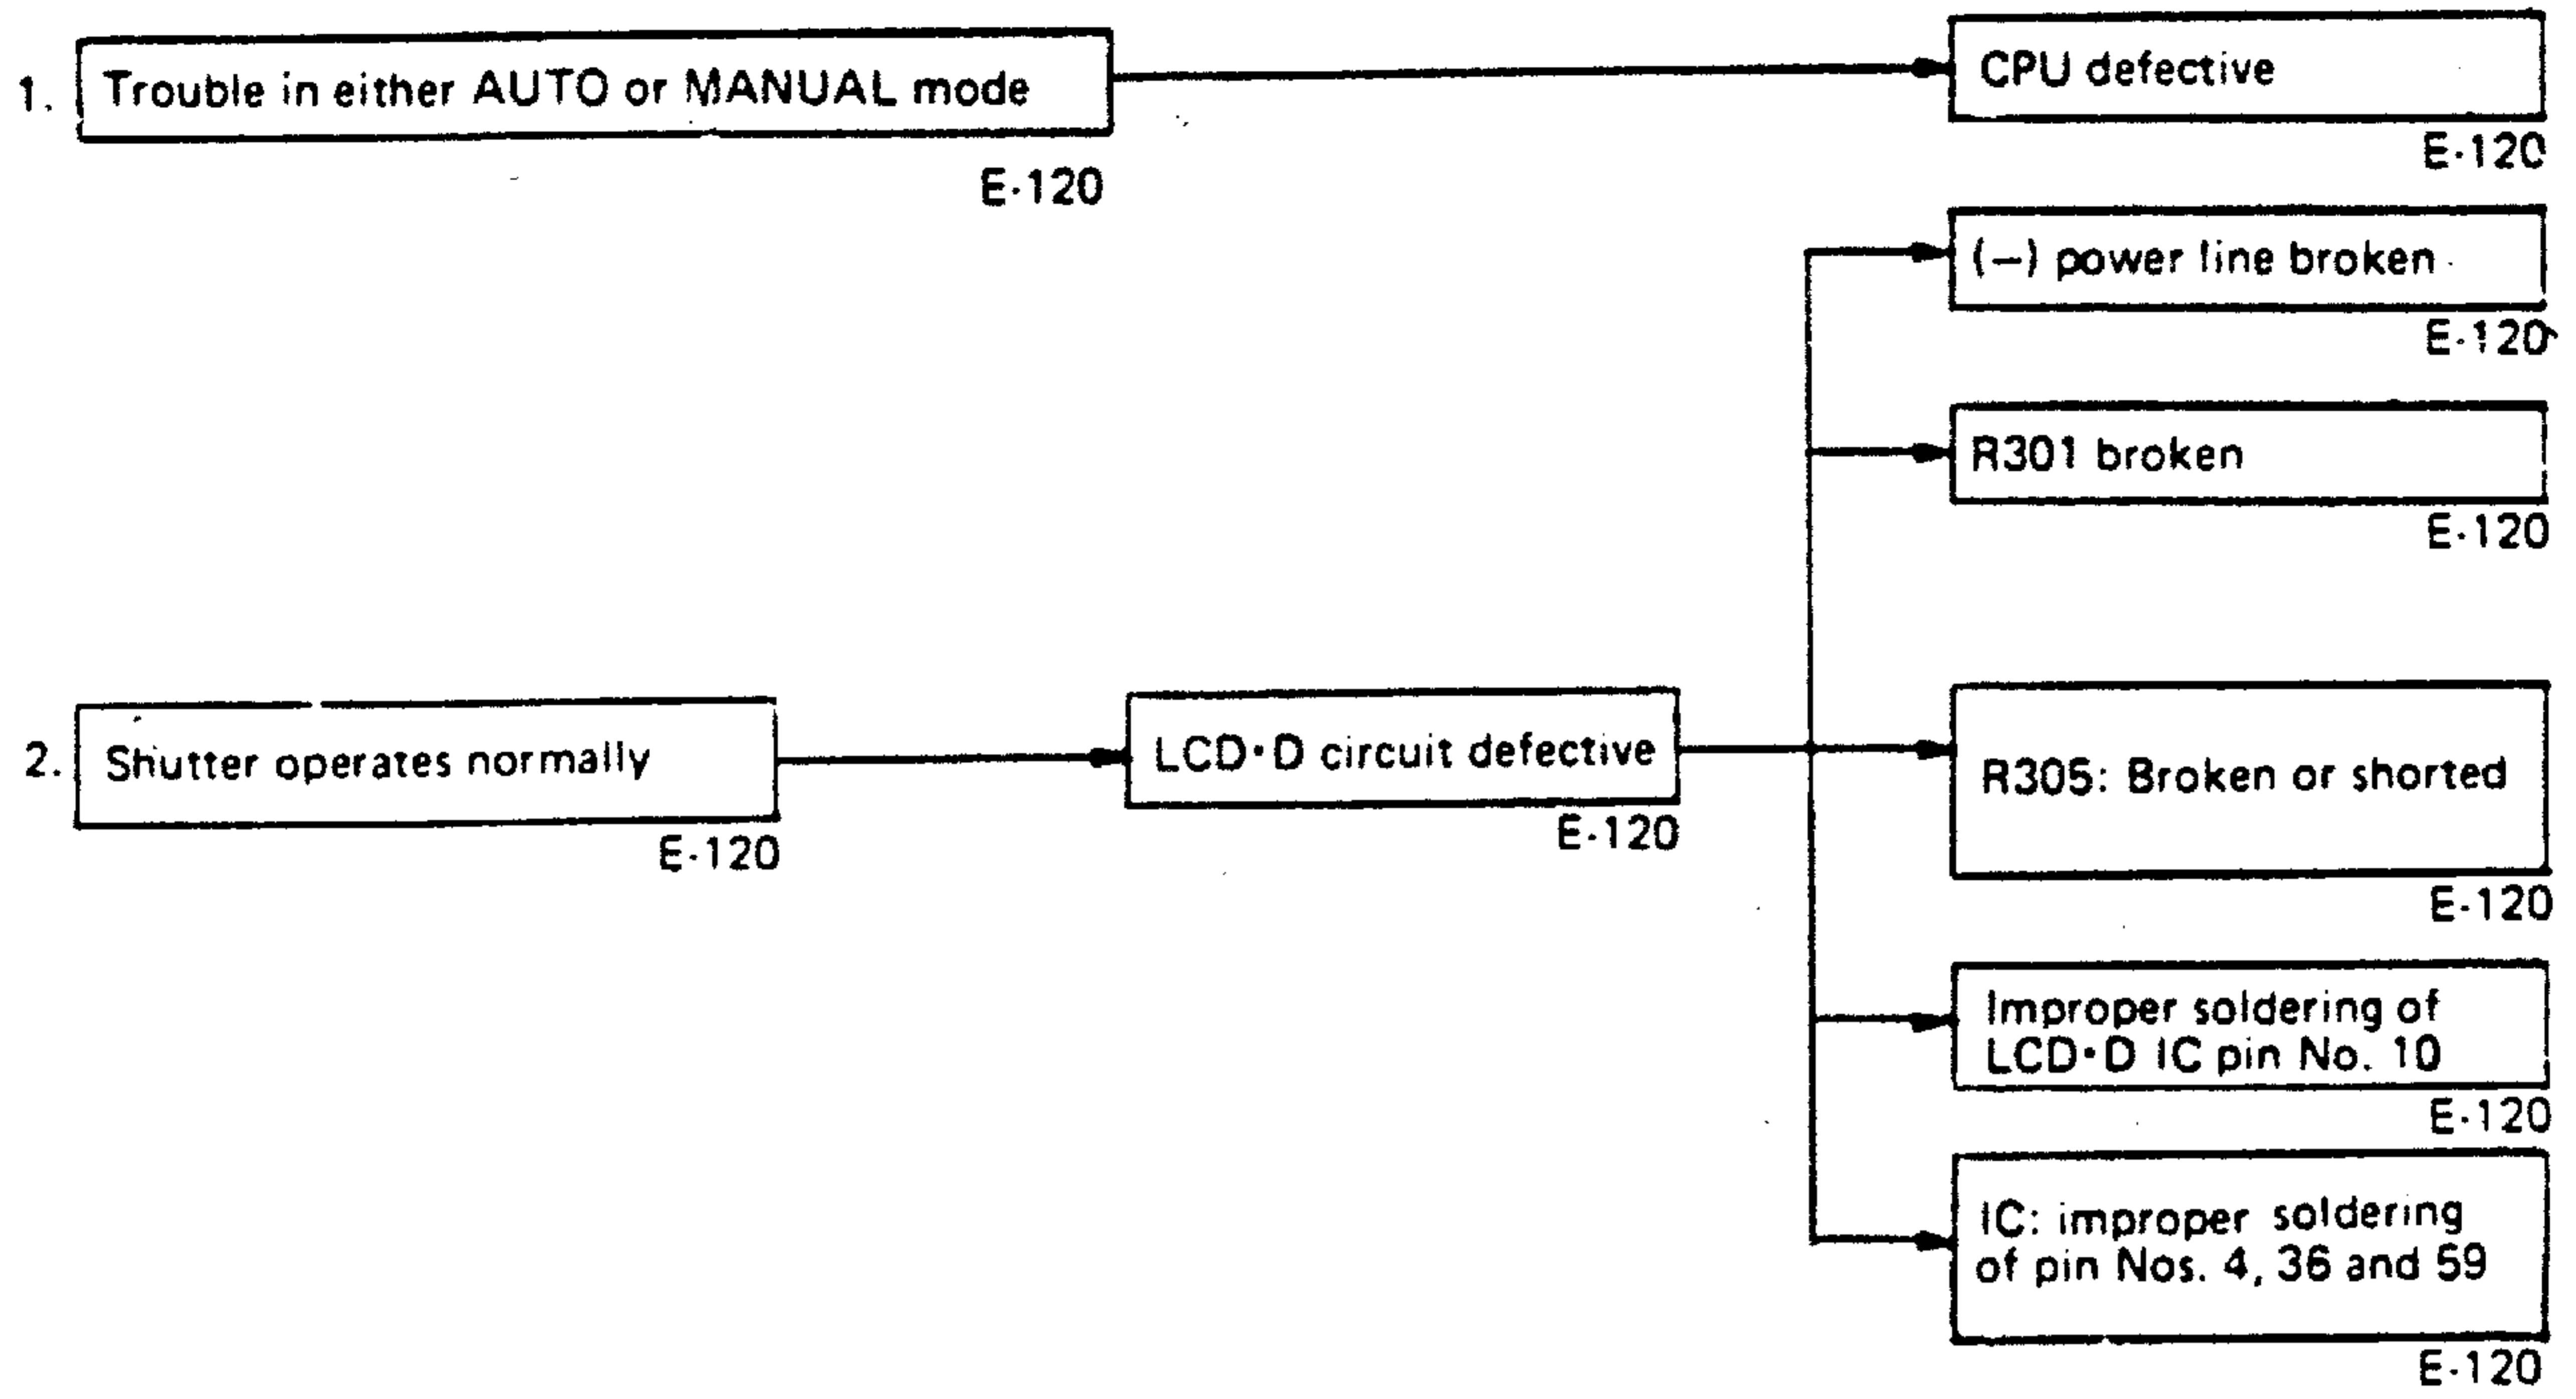 1. Trouble in either AUTO or MANUAL mode
E-120
CPU defective
E-120
(−) power line broken
E-120
R301 broken
E-120
2. Shutter operates normally
E-120
LCD·D circuit defective
E-120
R305: Broken or shorted
E-120
Improper soldering of
LCD·D IC pin No. 10
E-120
IC: improper soldering
of pin Nos. 4, 36 and 59
E-120